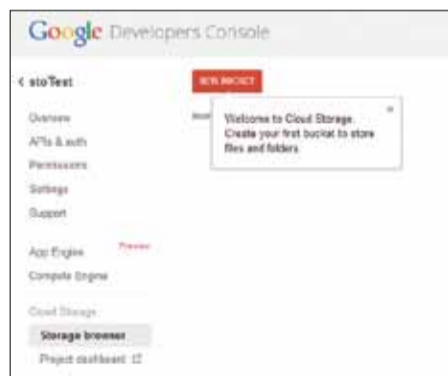 Google Developers Console
< stoTest
NEW BUCKET
Welcome to Cloud Storage.
Create your first bucket to store
files and folders.
Overview
APIs & auth
Permissions
Settings
Support
App Engine Preview
Compute Engine
Cloud Storage
Storage browser
Project dashboard